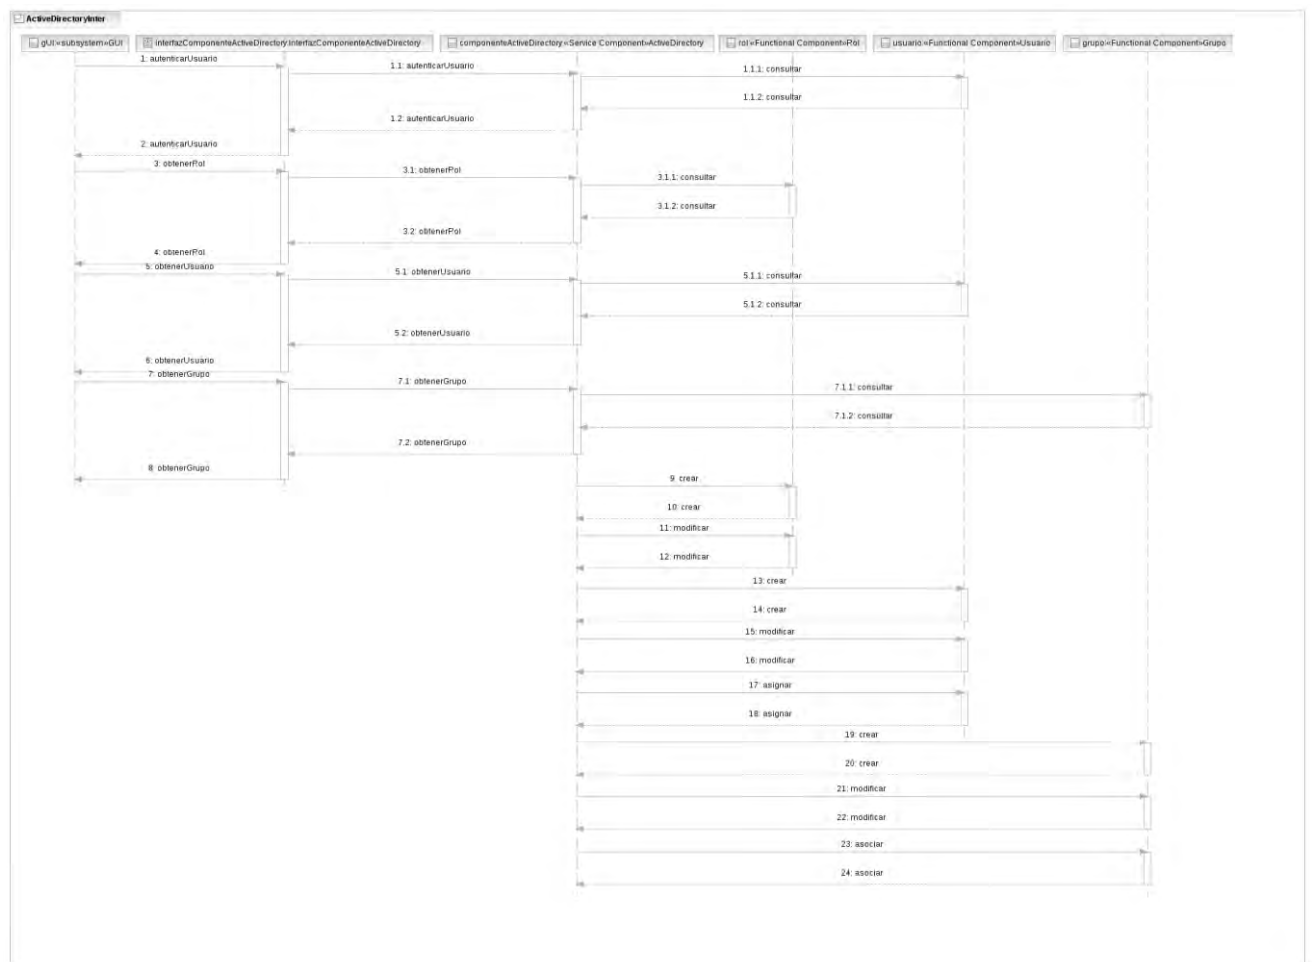 ActiveDirectoryInter
gUI:«subsystem»GUI
interfazComponenteActiveDirectory:InterfazComponenteActiveDirectory
componenteActiveDirectory:«Service Component»ActiveDirectory
rol:«Functional Component»Rol
usuario:«Functional Component»Usuario
grupo:«Functional Component»Grupo
1: autenticarUsuario
1.1: autenticarUsuario
1.1.1: consultar
1.1.2: consultar
1.2: autenticarUsuario
2: autenticarUsuario
3: obtenerRol
3.1: obtenerRol
3.1.1: consultar
3.1.2: consultar
3.2: obtenerRol
4: obtenerRol
5: obtenerUsuario
5.1: obtenerUsuario
5.1.1: consultar
5.1.2: consultar
5.2: obtenerUsuario
6: obtenerUsuario
7: obtenerGrupo
7.1: obtenerGrupo
7.1.1: consultar
7.1.2: consultar
7.2: obtenerGrupo
8: obtenerGrupo
9: crear
10: crear
11: modificar
12: modificar
13: crear
14: crear
15: modificar
16: modificar
17: asignar
18: asignar
19: crear
20: crear
21: modificar
22: modificar
23: asociar
24: asociar